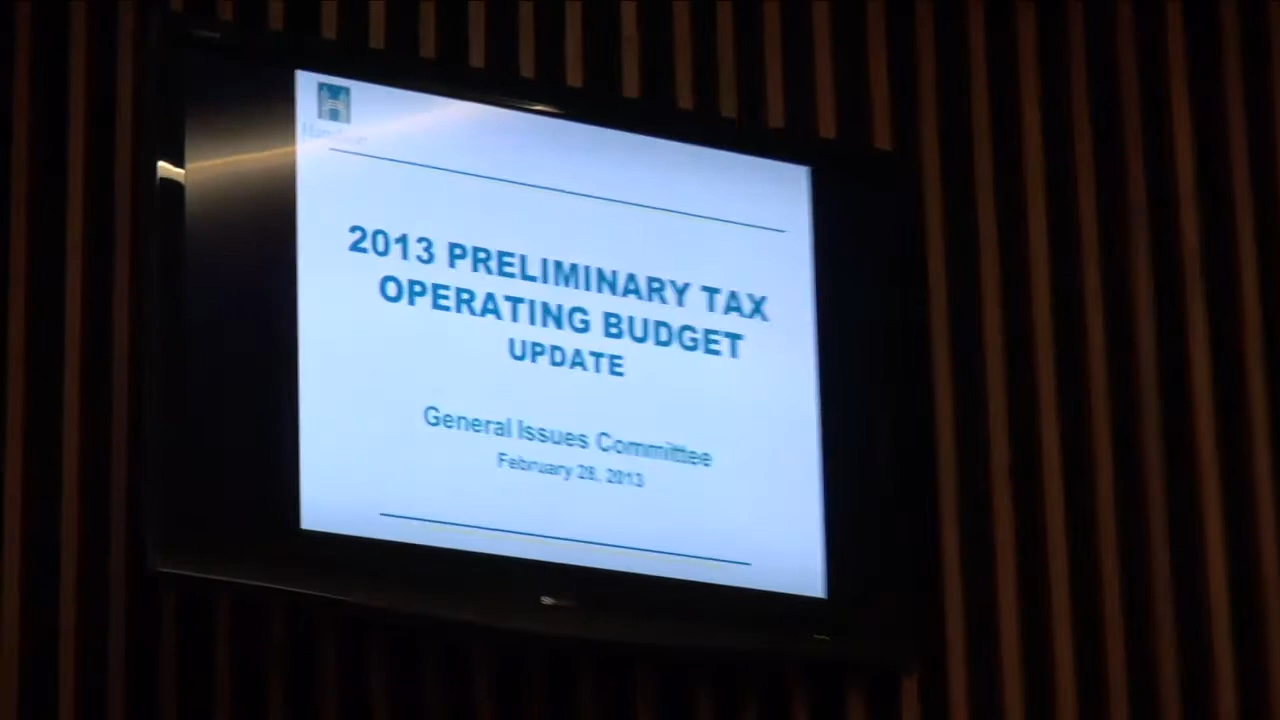 2013 PRELIMINARY TAX
OPERATING BUDGET
UPDATE
General Issues Committee
February 28, 2013